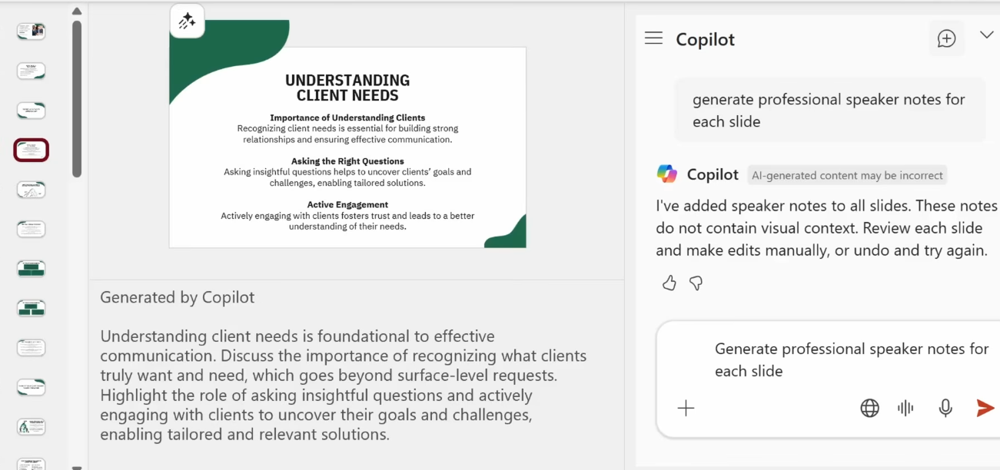 UNDERSTANDING
CLIENT NEEDS
Importance of Understanding Clients
Recognizing client needs is essential for building strong
relationships and ensuring effective communication.
Asking the Right Questions
Asking insightful questions helps to uncover clients' goals and
challenges, enabling tailored solutions.
Active Engagement
Actively engaging with clients fosters trust and leads to a better
understanding of their needs.
Generated by Copilot
Understanding client needs is foundational to effective
communication. Discuss the importance of recognizing what clients
truly want and need, which goes beyond surface-level requests.
Highlight the role of asking insightful questions and actively
engaging with clients to uncover their goals and challenges,
enabling tailored and relevant solutions.
Copilot
generate professional speaker notes for
each slide
Copilot AI-generated content may be incorrect
I've added speaker notes to all slides. These notes
do not contain visual context. Review each slide
and make edits manually, or undo and try again.
Generate professional speaker notes for
each slide